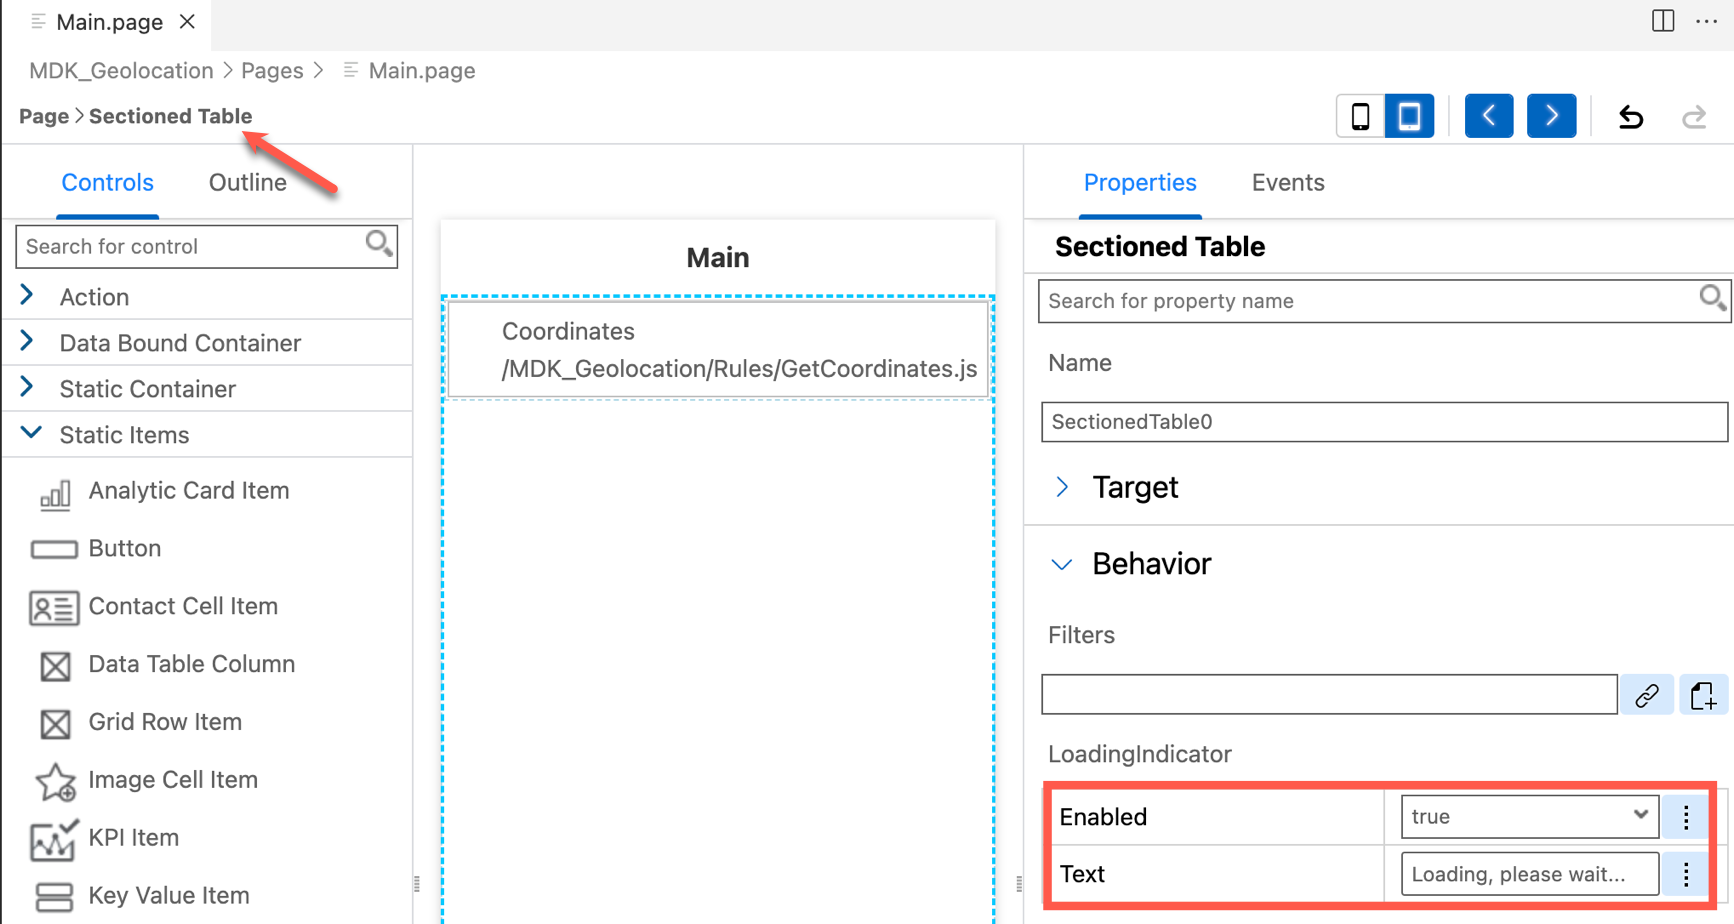 Main.page
MDK_Geolocation > Pages > Main.page
Page > Sectioned Table
Controls
Outline
Search for control
Action
Data Bound Container
Static Container
Static Items
Analytic Card Item
Button
Contact Cell Item
Data Table Column
Grid Row Item
Image Cell Item
KPI Item
Key Value Item
Main
Coordinates
/MDK_Geolocation/Rules/GetCoordinates.js
Properties
Events
Sectioned Table
Search for property name
Name
SectionedTable0
Target
Behavior
Filters
LoadingIndicator
Enabled
true
Text
Loading, please wait...